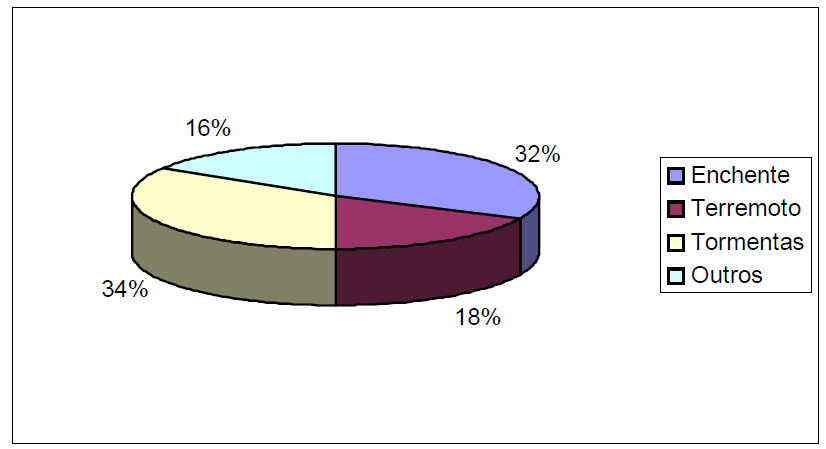 16%
32%
34%
18%
Enchente
Terremoto
Tormentas
Outros